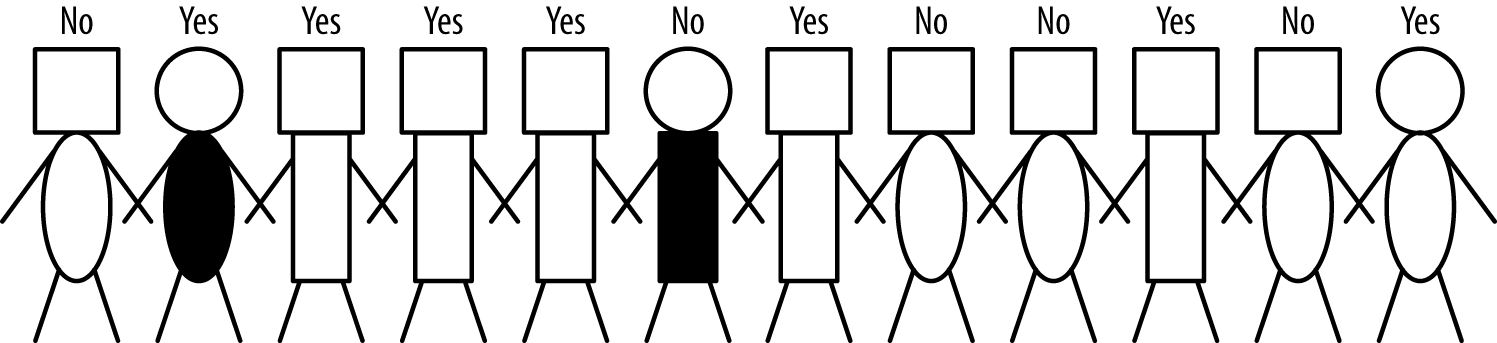 No Yes Yes Yes Yes No Yes No No Yes No Yes